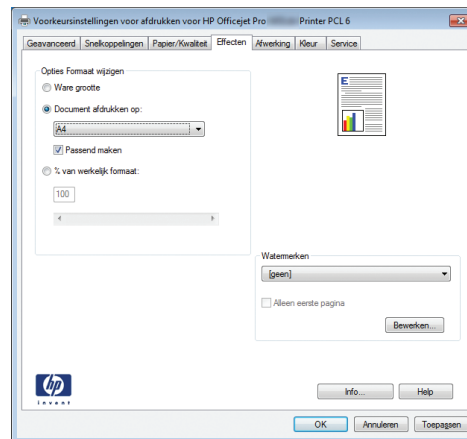 Voorkeursinstellingen voor afdrukken voor HP Officejet Pro Printer PCL 6
Geavanceerd Snelkoppelingen Papier/Kwaliteit Effecten Afwerking Kleur Service
Opties Formaat wijzigen
Ware grootte
Document afdrukken op:
A4
Passend maken
% van werkelijk formaat:
100
E
Watermerken
[geen]
Alleen eerste pagina
Bewerken...
hp
invent
Info... Help
OK Annuleren Toepassen